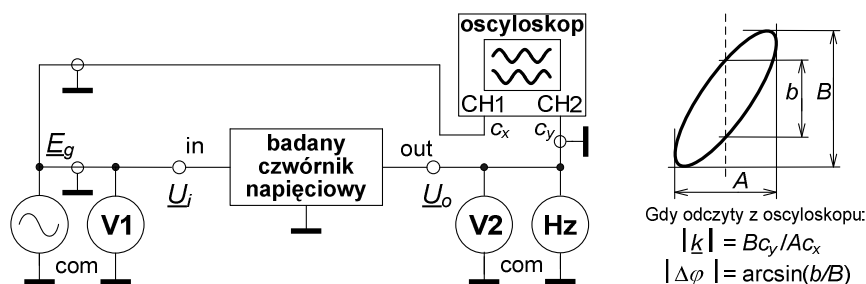 oscyloskop
CH1 CH2
c_x c_y
E_g
in
badany
czwórnik
napięciowy
out
U_i
U_o
V1
V2
Hz
com
com
b
B
A
Gdy odczyty z oscyloskopu:
|k| = Bc_y/Ac_x
|Δφ| = arcsin(b/B)